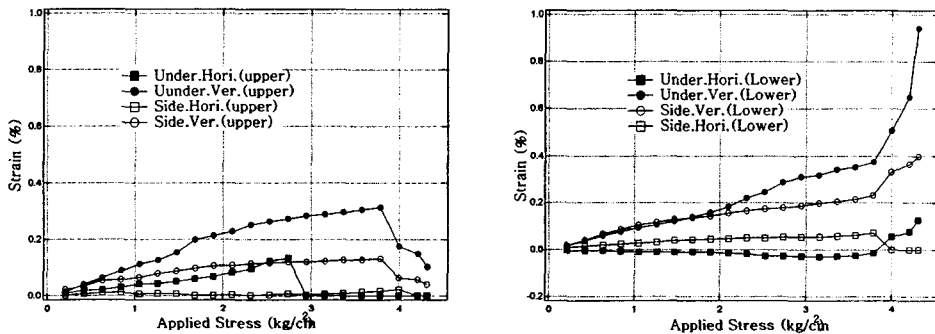 1.0
0.8
0.6
0.4
0.2
0.0
Under.Hori.(upper)
Uunder.Ver.(upper)
Side.Hori.(upper)
Side.Ver.(upper)
Strain (%)
0 1 2 3 4
Applied Stress (kg/cm²)
1.0
0.8
0.6
0.4
0.2
0.0
-0.2
Under.Hori.(Lower)
Under.Ver.(Lower)
Side.Ver.(Lower)
Side.Hori.(Lower)
Strain (%)
0 1 2 3 4
Applied Stress (kg/cm²)